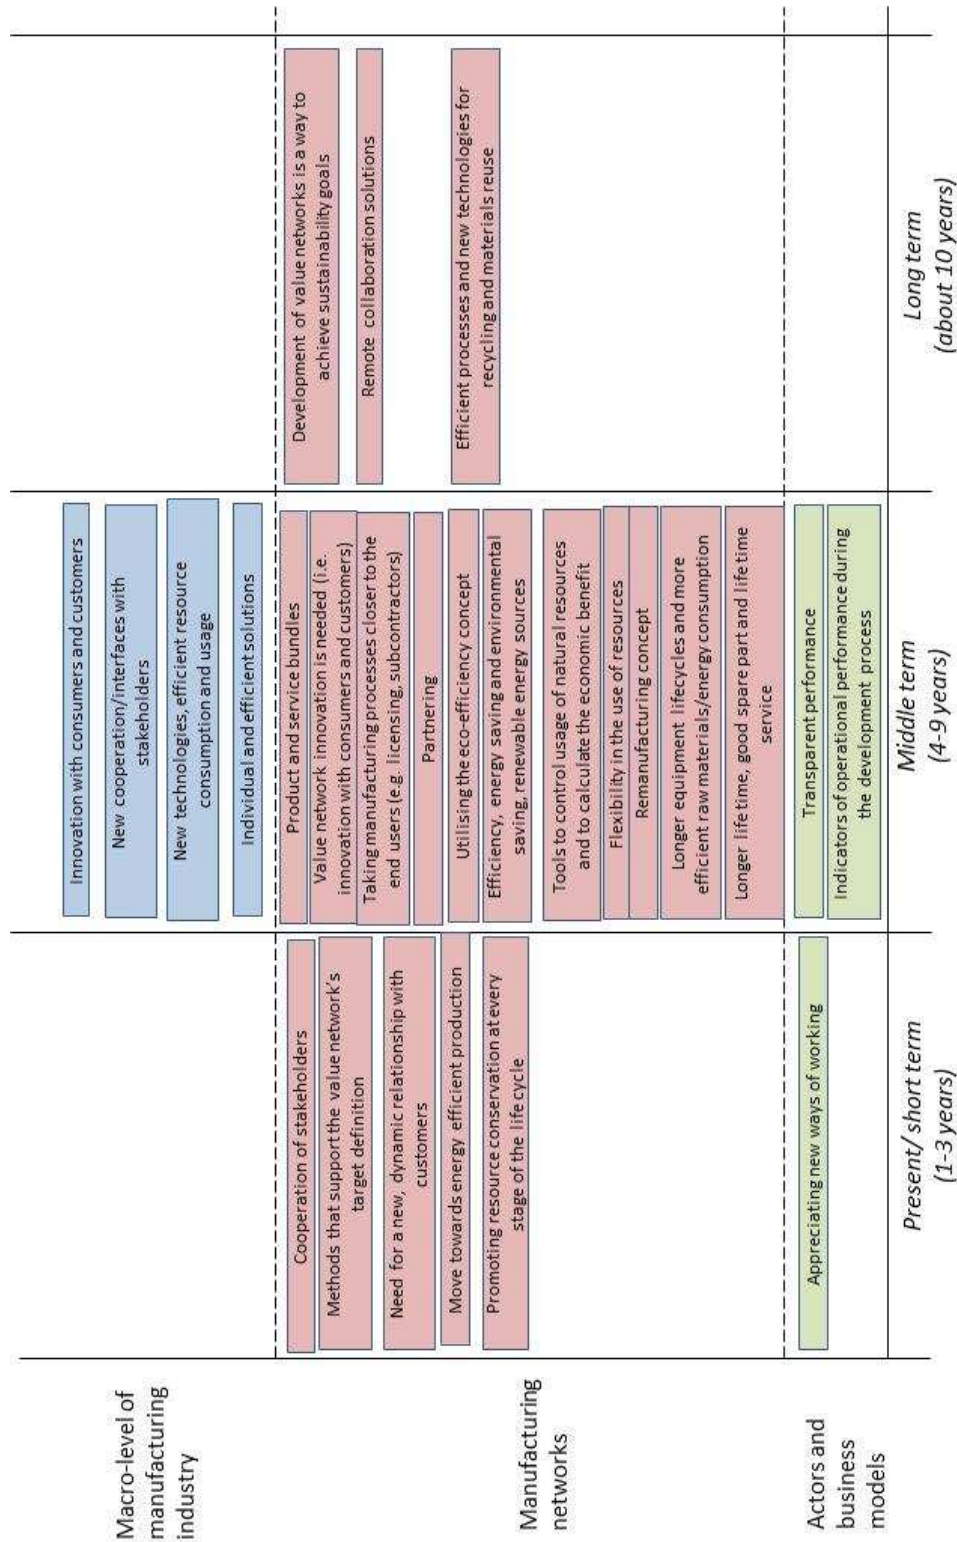 Macro-level of
manufacturing
industry
Innovation with consumers and customers
New cooperation/interfaces with
stakeholders
New technologies, efficient resource
consumption and usage
Individual and efficient solutions
Manufacturing
networks
Cooperation of stakeholders
Methods that support the value network's
target definition
Need for a new, dynamic relationship with
customers
Move towards energy efficient production
Promoting resource conservation at every
stage of the life cycle
Product and service bundles
Value network innovation is needed (i.e.
innovation with consumers and customers)
Taking manufacturing processes closer to the
end users (e.g. licensing, subcontractors)
Partnering
Utilising the eco-efficiency concept
Efficiency, energy saving and environmental
saving, renewable energy sources
Tools to control usage of natural resources
and to calculate the economic benefit
Flexibility in the use of resources
Remanufacturing concept
Longer equipment lifecycles and more
efficient raw materials/energy consumption
Longer life time, good spare part and life time
service
Development of value networks is a way to
achieve sustainability goals
Remote collaboration solutions
Efficient processes and new technologies for
recycling and materials reuse
Actors and
business
models
Appreciating new ways of working
Transparent performance
Indicators of operational performance during
the development process
Present/ short term
(1-3 years)
Middle term
(4-9 years)
Long term
(about 10 years)